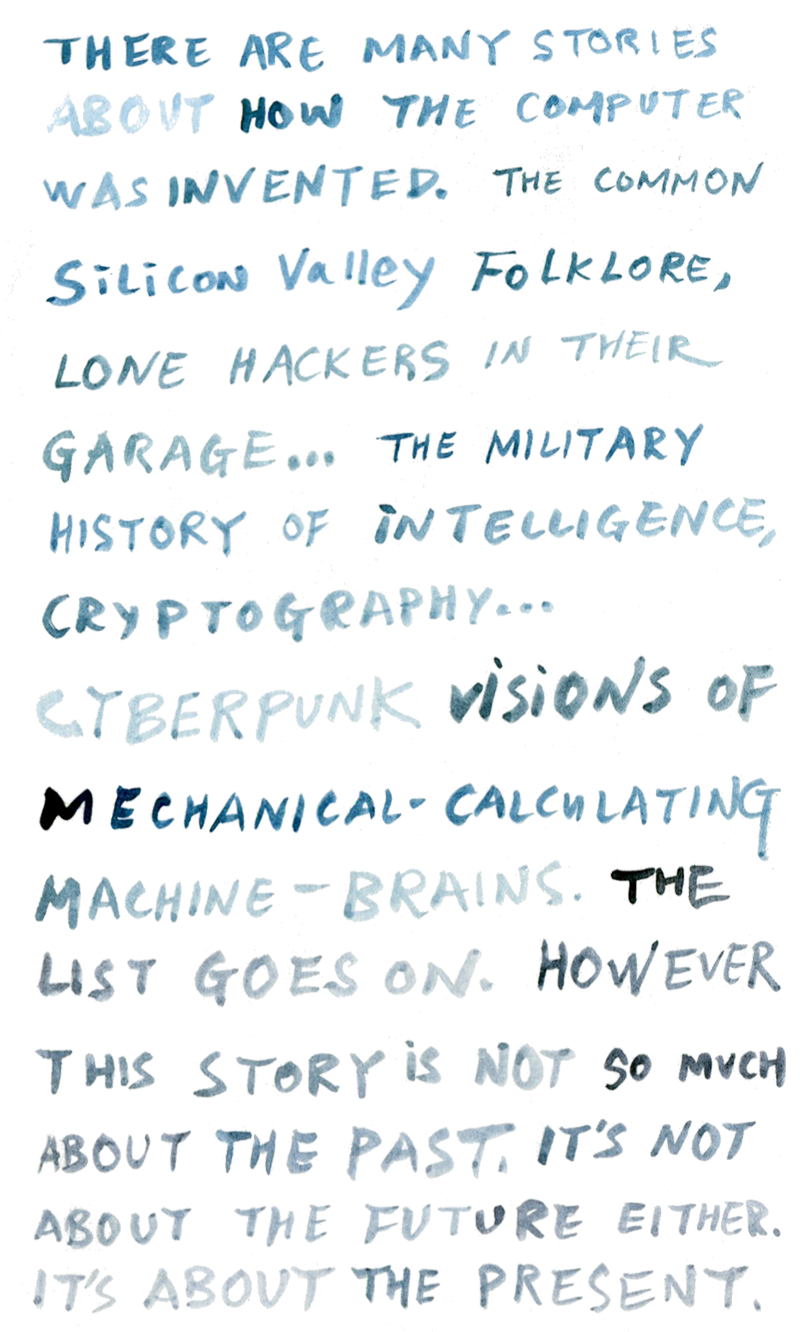 THERE ARE MANY STORIES
ABOUT HOW THE COMPUTER
WAS INVENTED. THE COMMON
SiLiCON Valley FOLKLORE,
LONE HACKERS IN THEIR
GARAGE... THE MILITARY
HISTORY OF iNTELLIGENCE,
CRYPTOGRAPHY...
CYBERPUNK ViSiONS OF
MECHANICAL-CALCULATING
MACHINE-BRAINS. THE
LIST GOES ON. HOWEVER
THIS STORY iS NOT SO MUCH
ABOUT THE PAST. IT'S NOT
ABOUT THE FUTURE EITHER.
IT'S ABOUT THE PRESENT.